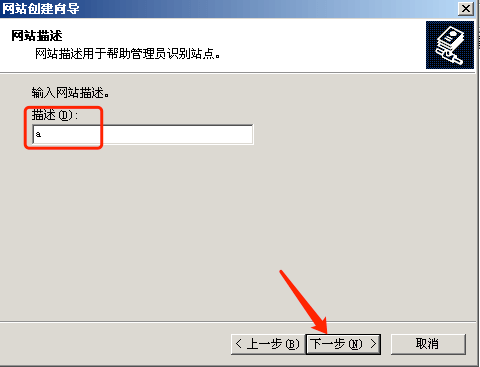 网站创建向导
网站描述
网站描述用于帮助管理员识别站点。
输入网站描述。
描述(D):
a
< 上一步(B) 下一步(N) > 取消